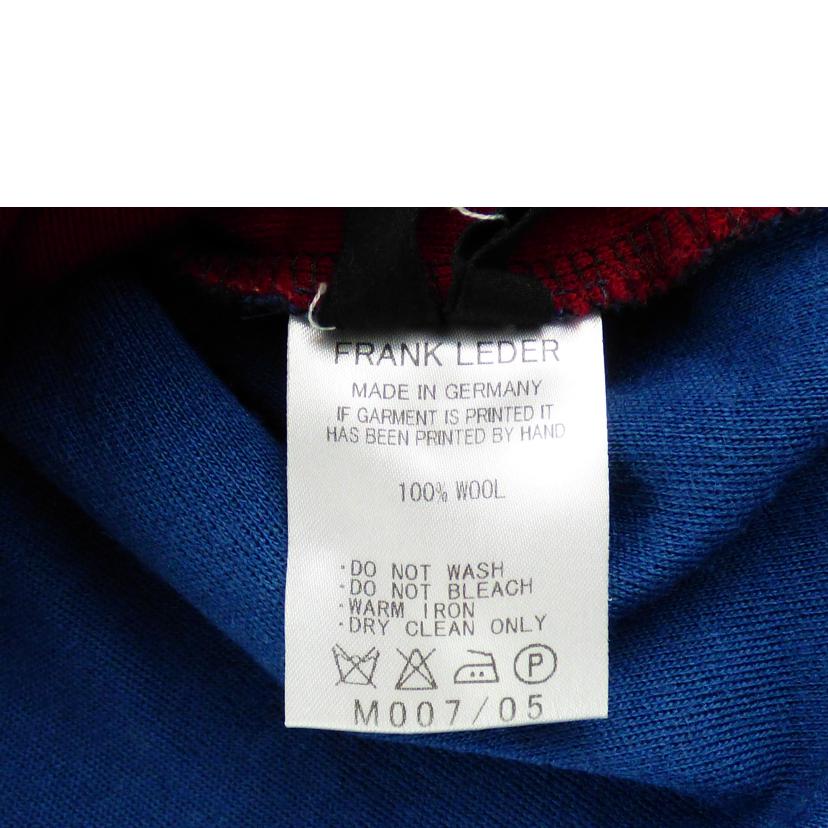 FRANK LEDER
MADE IN GERMANY
IF GARMENT IS PRINTED IT
HAS BEEN PRINTED BY HAND
100% WOOL
・DO NOT WASH
・DO NOT BLEACH
・WARM IRON
・DRY CLEAN ONLY
P
M007/05